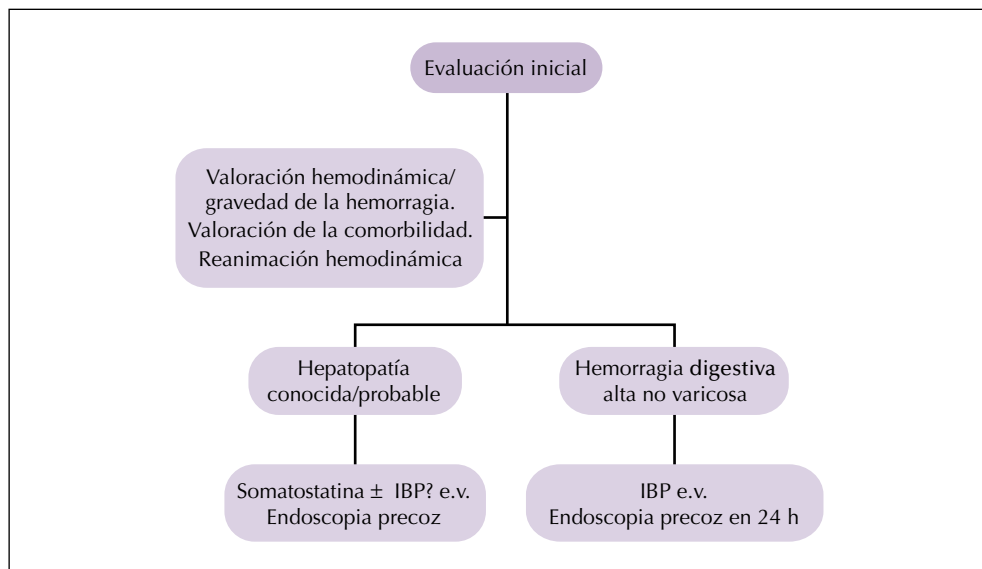 Evaluación inicial
Valoración hemodinámica/
gravedad de la hemorragia.
Valoración de la comorbilidad.
Reanimación hemodinámica
Hepatopatía
conocida/probable
Hemorragia digestiva
alta no varicosa
Somatostatina ± IBP? e.v.
Endoscopia precoz
IBP e.v.
Endoscopia precoz en 24 h